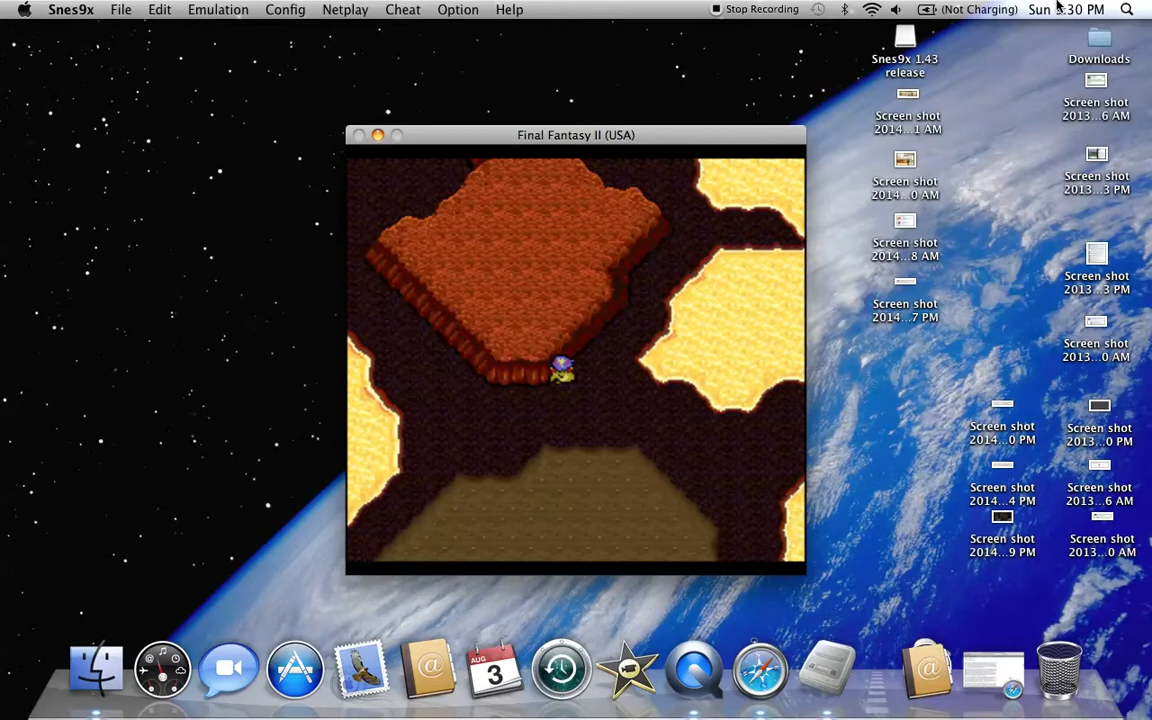 Snes9x File Edit Emulation Config Netplay Cheat Option Help Stop Recording (Not Charging) Sun :30 PM
Snes9x 1.43
release
Downloads
Screen shot
2014...1 AM
Screen shot
2013...6 AM
Final Fantasy II (USA)
Screen shot
2014...0 AM
Screen shot
2013...3 PM
Screen shot
2014...8 AM
Screen shot
2013...3 PM
Screen shot
2014...7 PM
Screen shot
2013...0 AM
Screen shot
2014...0 PM
Screen shot
2013...0 PM
Screen shot
2014...4 PM
Screen shot
2013...6 AM
Screen shot
2014...9 PM
Screen shot
2013...0 AM
AUG
3